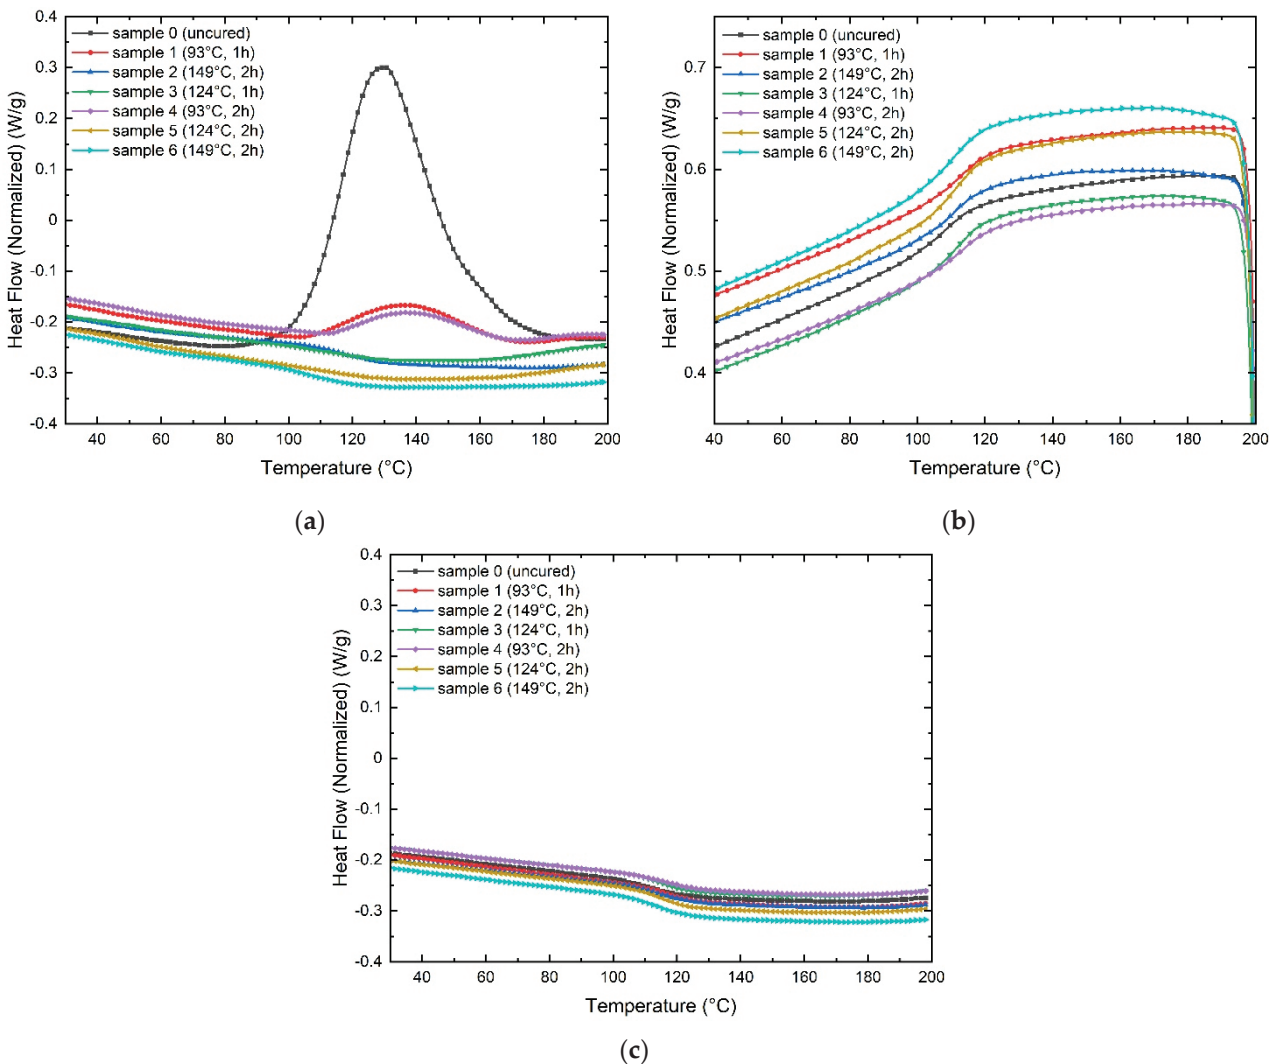 0.4
0.3
0.2
0.1
0
-0.1
-0.2
-0.3
-0.4
Heat Flow (Normalized) (W/g)
sample 0 (uncured)
sample 1 (93°C, 1h)
sample 2 (149°C, 2h)
sample 3 (124°C, 1h)
sample 4 (93°C, 2h)
sample 5 (124°C, 2h)
sample 6 (149°C, 2h)
40 60 80 100 120 140 160 180 200
Temperature (°C)
(a)
0.7
0.6
0.5
0.4
Heat Flow (Normalized) (W/g)
sample 0 (uncured)
sample 1 (93°C, 1h)
sample 2 (149°C, 2h)
sample 3 (124°C, 1h)
sample 4 (93°C, 2h)
sample 5 (124°C, 2h)
sample 6 (149°C, 2h)
40 60 80 100 120 140 160 180 200
Temperature (°C)
(b)
0.4
0.3
0.2
0.1
0
-0.1
-0.2
-0.3
-0.4
Heat Flow (Normalized) (W/g)
sample 0 (uncured)
sample 1 (93°C, 1h)
sample 2 (149°C, 2h)
sample 3 (124°C, 1h)
sample 4 (93°C, 2h)
sample 5 (124°C, 2h)
sample 6 (149°C, 2h)
40 60 80 100 120 140 160 180 200
Temperature (°C)
(c)